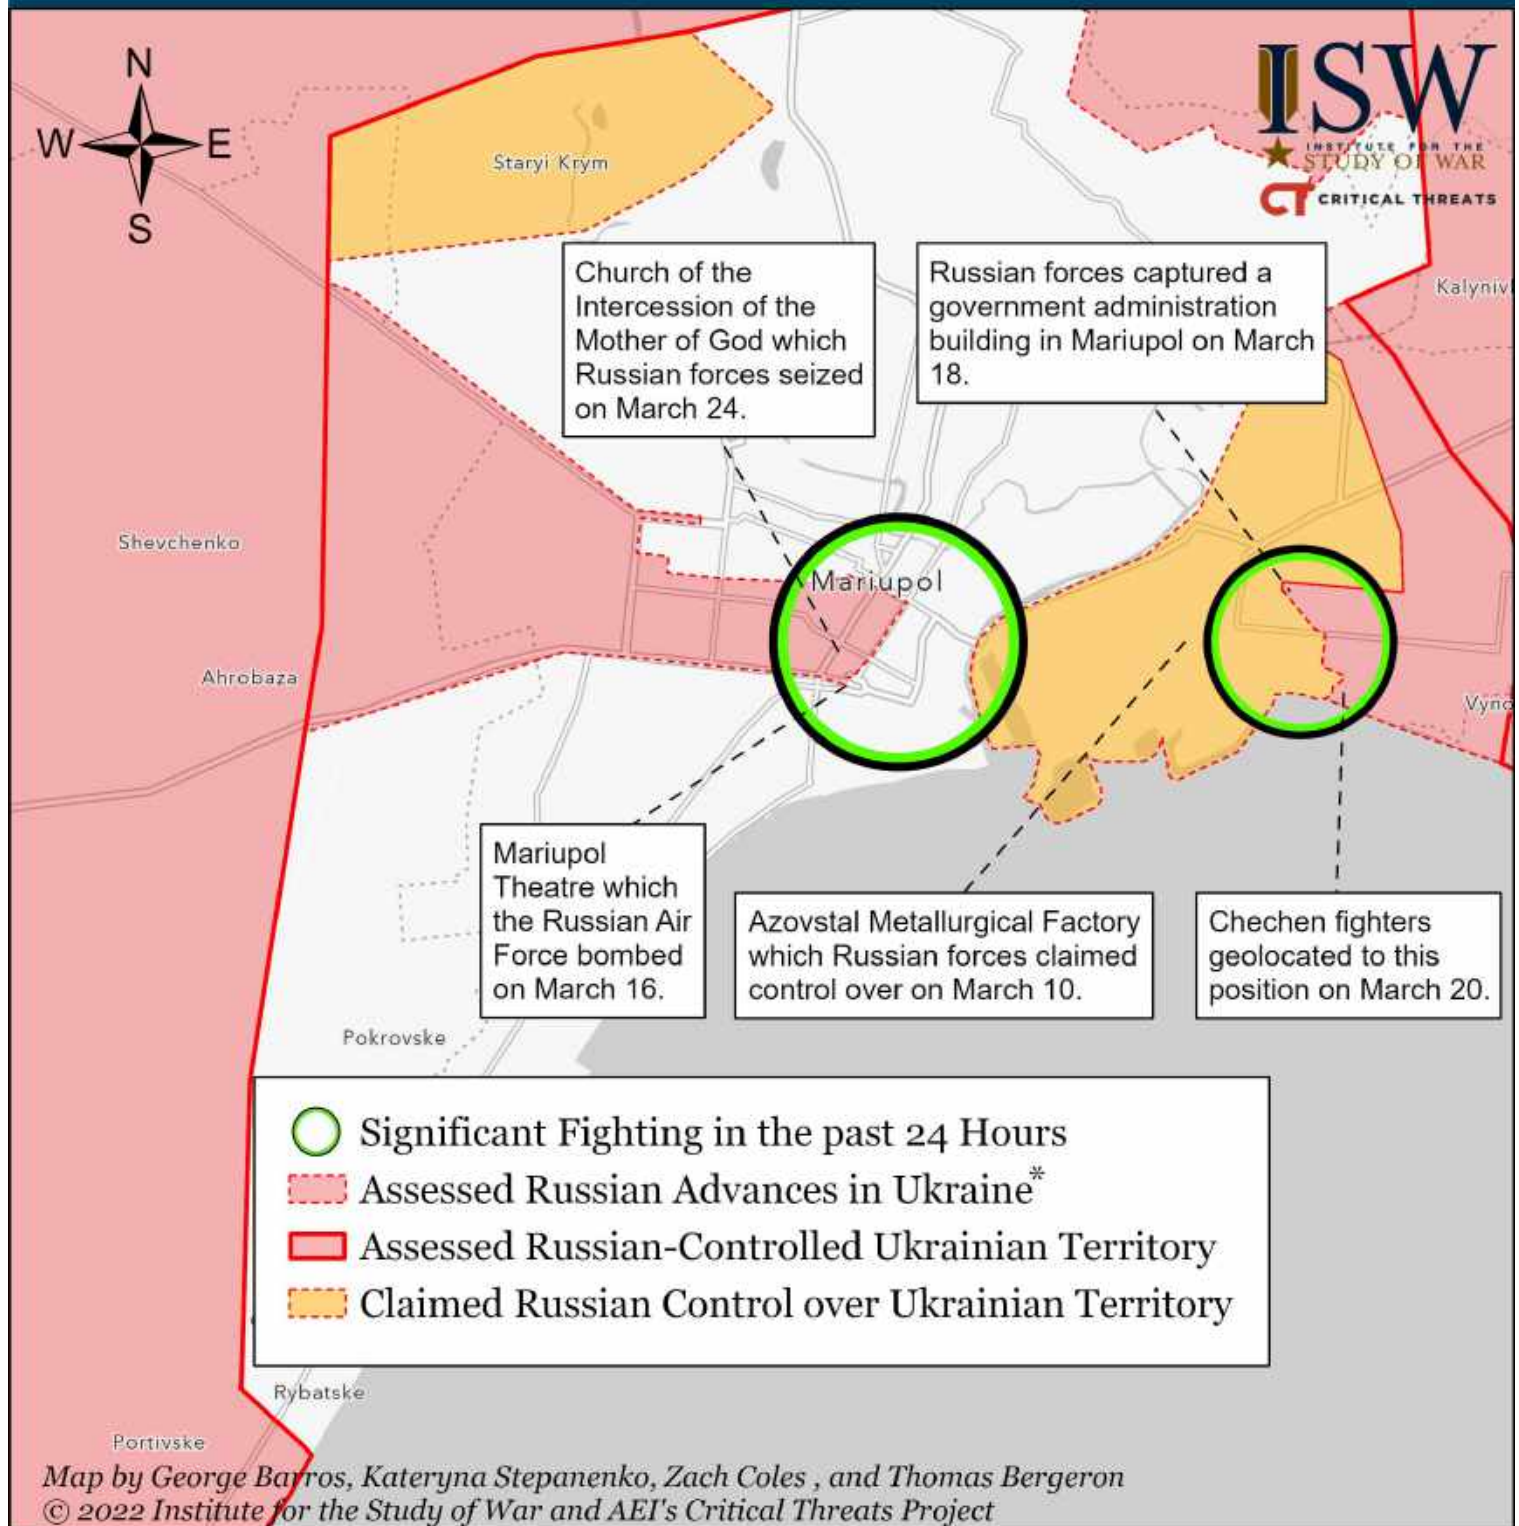 N
W E
S
ISW
INSTITUTE FOR THE
STUDY OF WAR
CT CRITICAL THREATS
Staryi Krym
Church of the
Intercession of the
Mother of God which
Russian forces seized
on March 24.
Russian forces captured a
government administration
building in Mariupol on March
18.
Kalyniv
Shevchenko
Mariupol
Ahrobaza
Vyno
Mariupol
Theatre which
the Russian Air
Force bombed
on March 16.
Azovstal Metallurgical Factory
which Russian forces claimed
control over on March 10.
Chechen fighters
geolocated to this
position on March 20.
Pokrovske
Significant Fighting in the past 24 Hours
Assessed Russian Advances in Ukraine*
Assessed Russian-Controlled Ukrainian Territory
Claimed Russian Control over Ukrainian Territory
Rybatske
Portivske
Map by George Barros, Kateryna Stepanenko, Zach Coles , and Thomas Bergeron
© 2022 Institute for the Study of War and AEI's Critical Threats Project